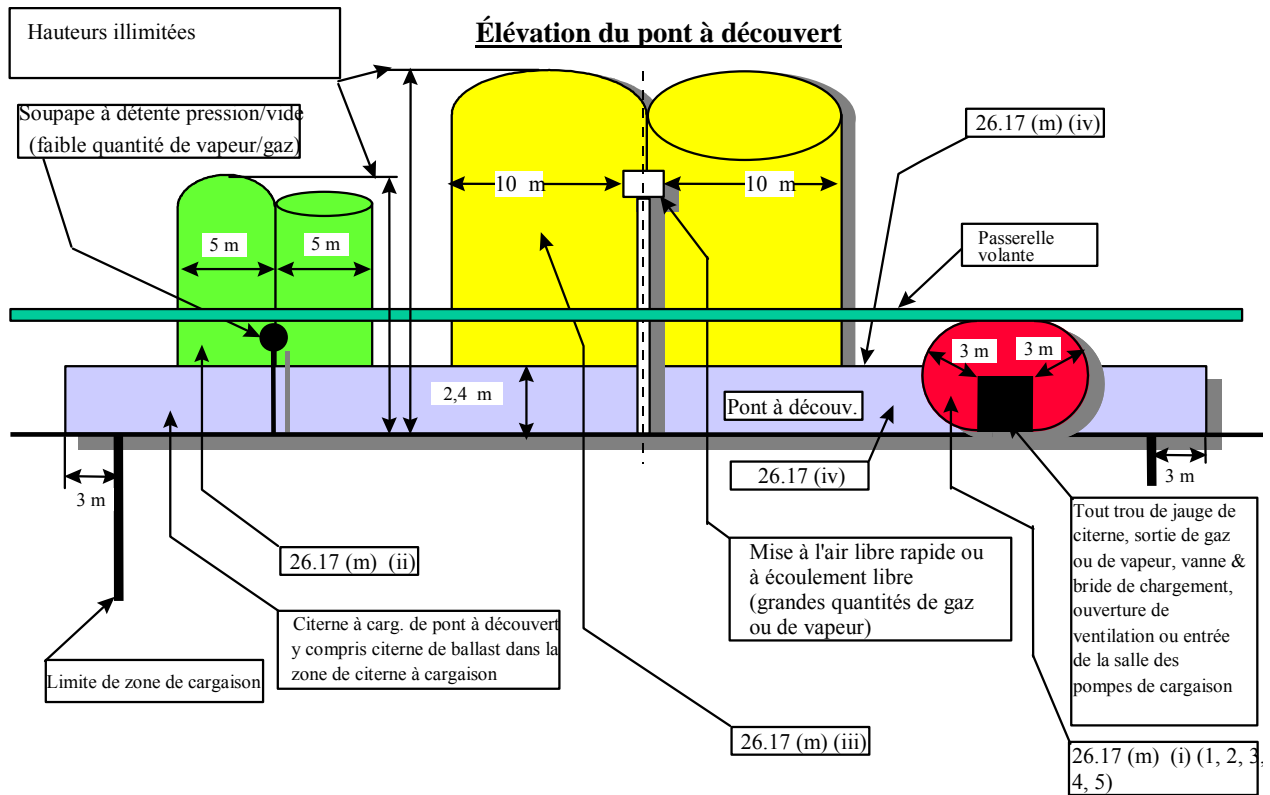 Élévation du pont à découvert
Hauteurs illimitées
Soupape à détente pression/vide
(faible quantité de vapeur/gaz)
26.17 (m) (iv)
10 m
10 m
5 m
5 m
Passerelle
volante
3 m
3 m
2,4 m
Pont à découv.
3 m
26.17 (iv)
3 m
Tout trou de jauge de
citerne, sortie de gaz
ou de vapeur, vanne &
bride de chargement,
ouverture de
ventilation ou entrée
de la salle des
pompes de cargaison
26.17 (m) (ii)
Mise à l'air libre rapide ou
à écoulement libre
(grandes quantités de gaz
ou de vapeur)
Citerne à carg. de pont à découvert
y compris citerne de ballast dans la
zone de citerne à cargaison
Limite de zone de cargaison
26.17 (m) (iii)
26.17 (m) (i) (1, 2, 3,
4, 5)